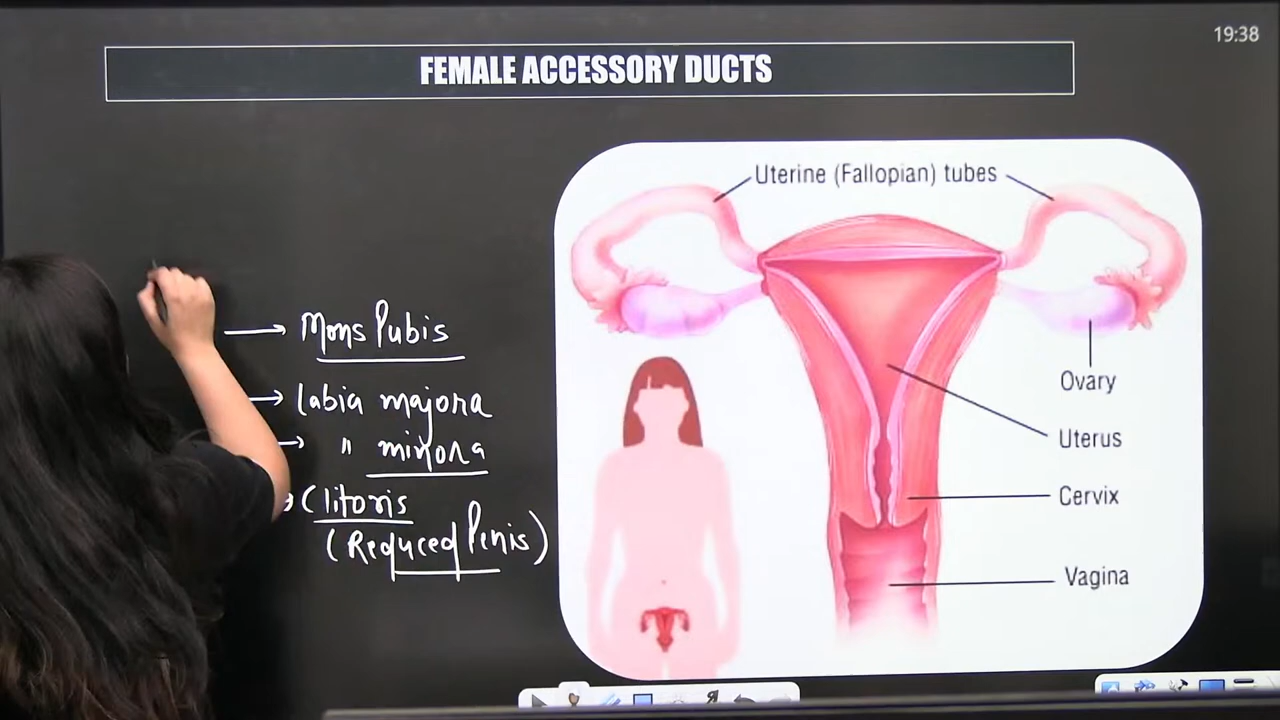 19:38
FEMALE ACCESSORY DUCTS
Uterine (Fallopian) tubes
→ Mons Pubis
→ labia majora
→ " minora
→ Clitoris
(Reduced Penis)
Ovary
Uterus
Cervix
Vagina